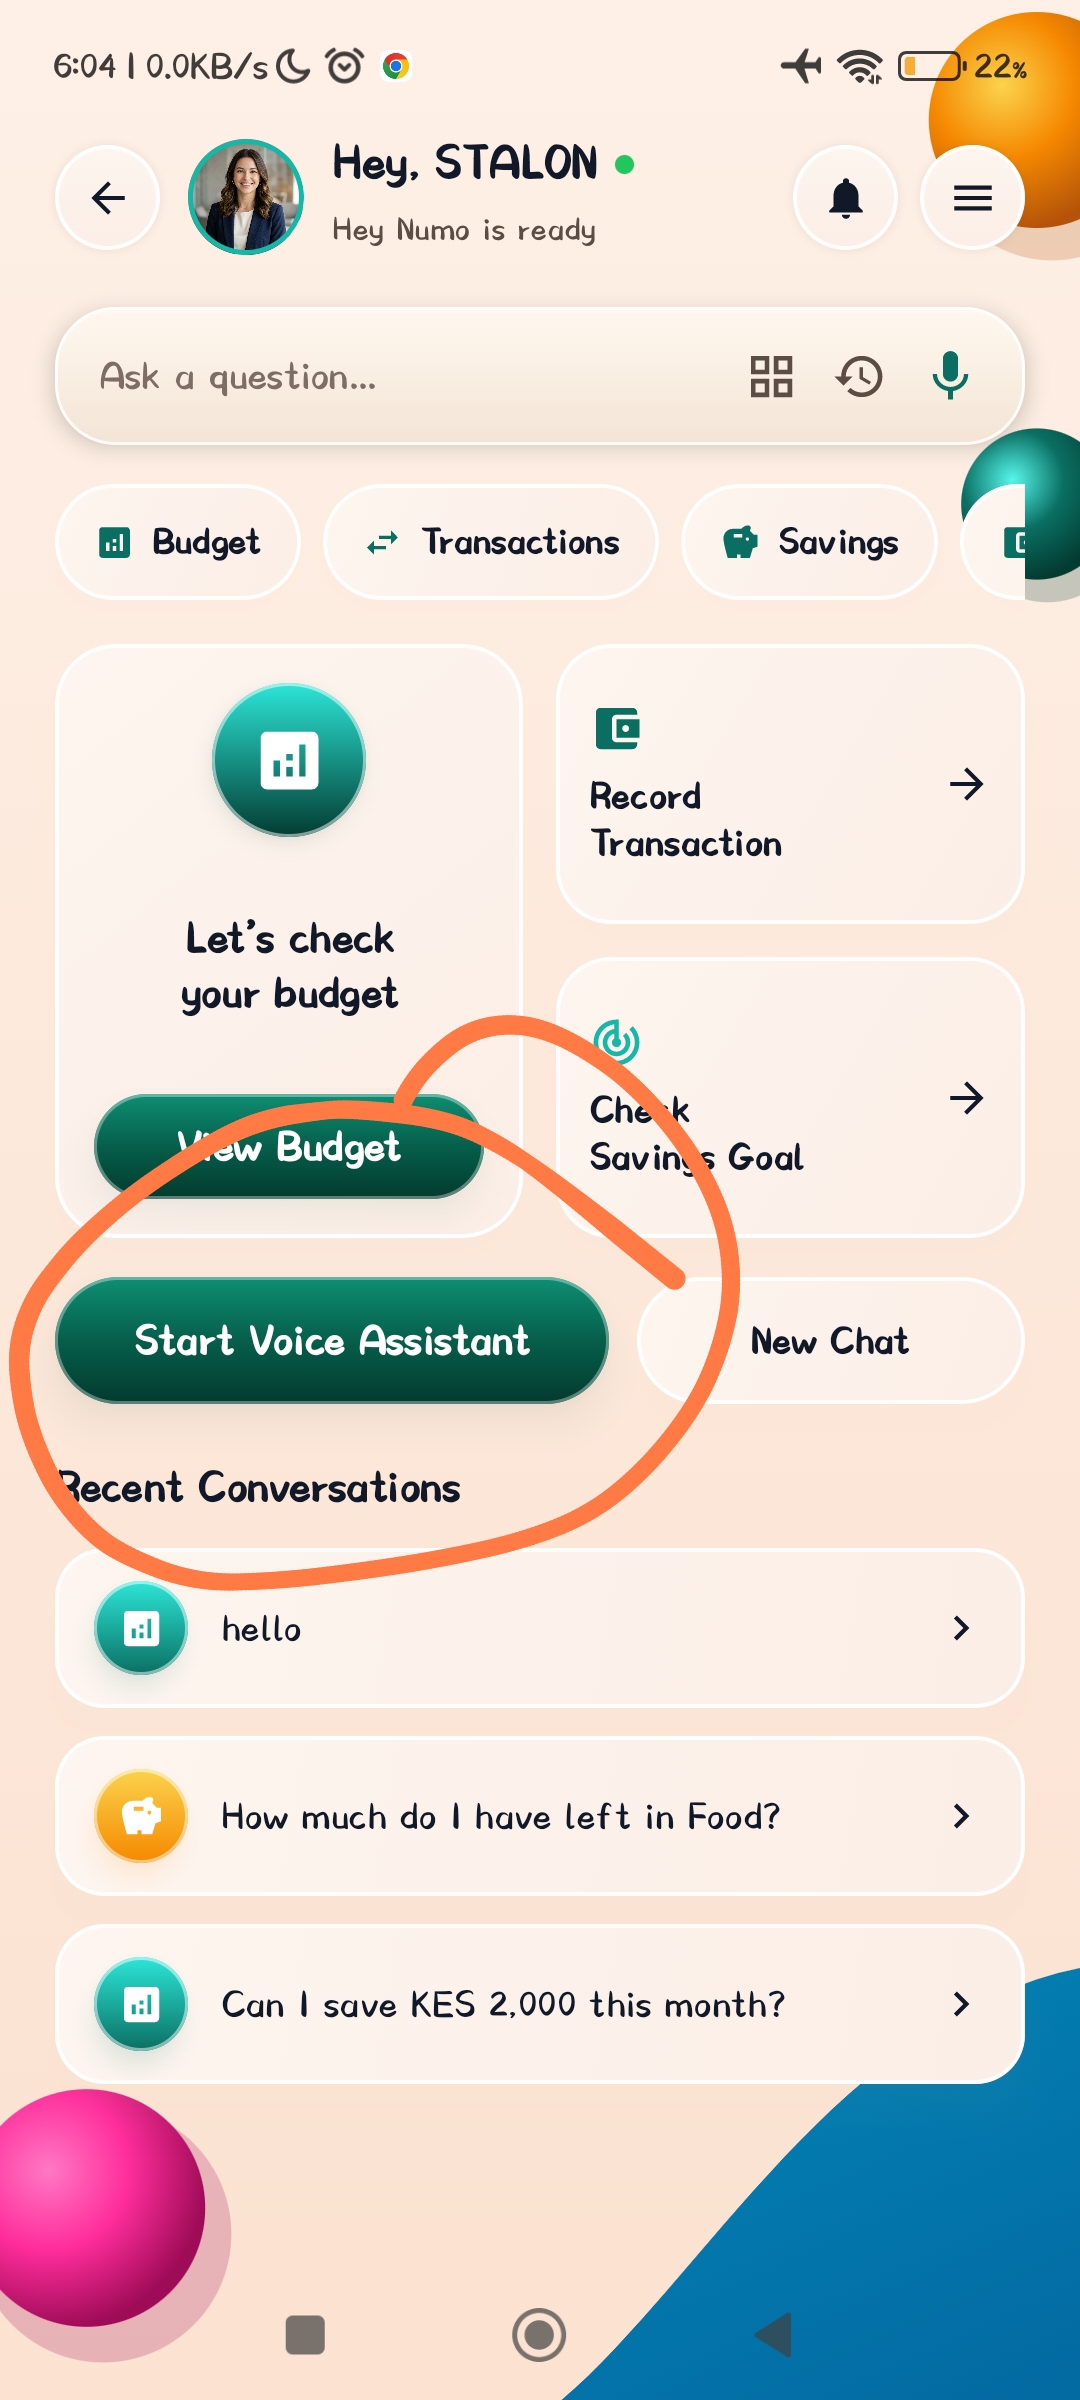 6:04 | 0.0KB/s
22%
Hey, STALON
Hey Numo is ready
Ask a question...
Budget
Transactions
Savings
Let's check
your budget
View Budget
Record
Transaction
Check
Savings Goal
Start Voice Assistant
New Chat
Recent Conversations
hello
How much do I have left in Food?
Can I save KES 2,000 this month?